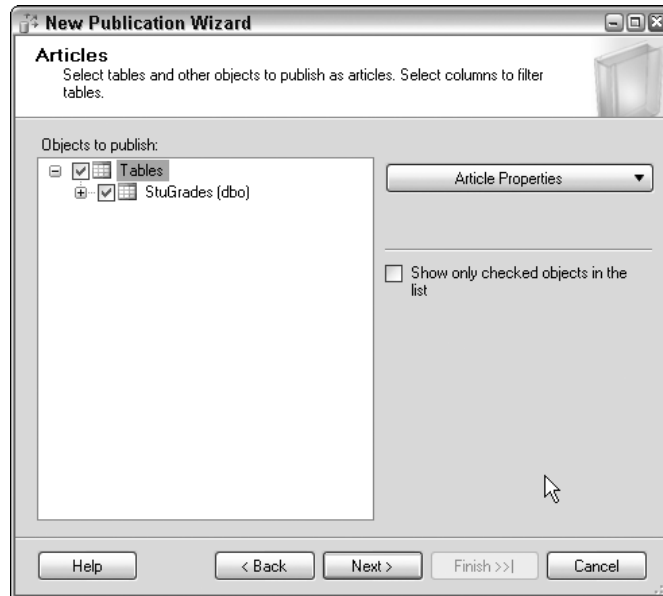 New Publication Wizard
Articles
Select tables and other objects to publish as articles. Select columns to filter
tables.
Objects to publish:
Tables
StuGrades (dbo)
Article Properties
Show only checked objects in the
list
Help
< Back
Next >
Finish >>|
Cancel